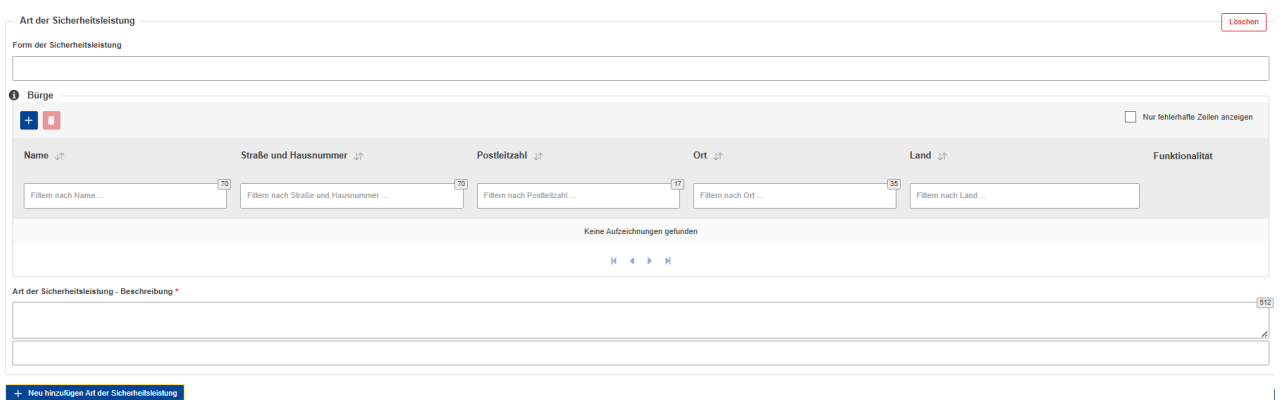 Art der Sicherheitsleistung
Löschen
Form der Sicherheitsleistung
Bürge
Nur fehlerhafte Zeilen anzeigen
Name Straße und Hausnummer Postleitzahl Ort Land Funktionalität
70 70 17 35
Filtern nach Name ... Filtern nach Straße und Hausnummer ... Filtern nach Postleitzahl ... Filtern nach Ort ... Filtern nach Land ...
Keine Aufzeichnungen gefunden
Art der Sicherheitsleistung - Beschreibung *
512
+ Neu hinzufügen Art der Sicherheitsleistung